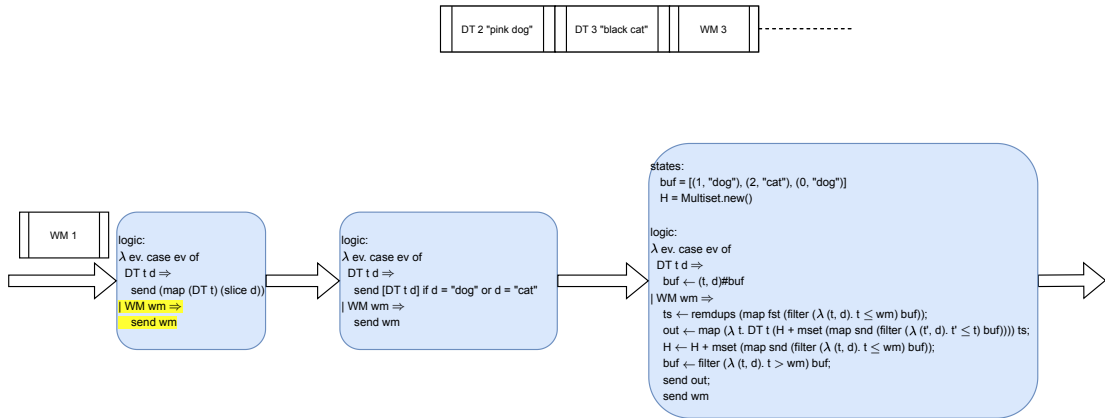 DT 2 "pink dog"
DT 3 "black cat"
WM 3
WM 1
logic:
λ ev. case ev of
DT t d ⇒
send (map (DT t) (slice d))
| WM wm ⇒
send wm
logic:
λ ev. case ev of
DT t d ⇒
send [DT t d] if d = "dog" or d = "cat"
| WM wm ⇒
send wm
states:
buf = [(1, "dog"), (2, "cat"), (0, "dog")]
H = Multiset.new()
logic:
λ ev. case ev of
DT t d ⇒
buf ← (t, d)#buf
| WM wm ⇒
ts ← remdups (map fst (filter (λ (t, d). t ≤ wm) buf));
out ← map (λ t. DT t (H + mset (map snd (filter (λ (t', d). t' ≤ t) buf)))) ts;
H ← H + mset (map snd (filter (λ (t, d). t ≤ wm) buf));
buf ← filter (λ (t, d). t > wm) buf;
send out;
send wm